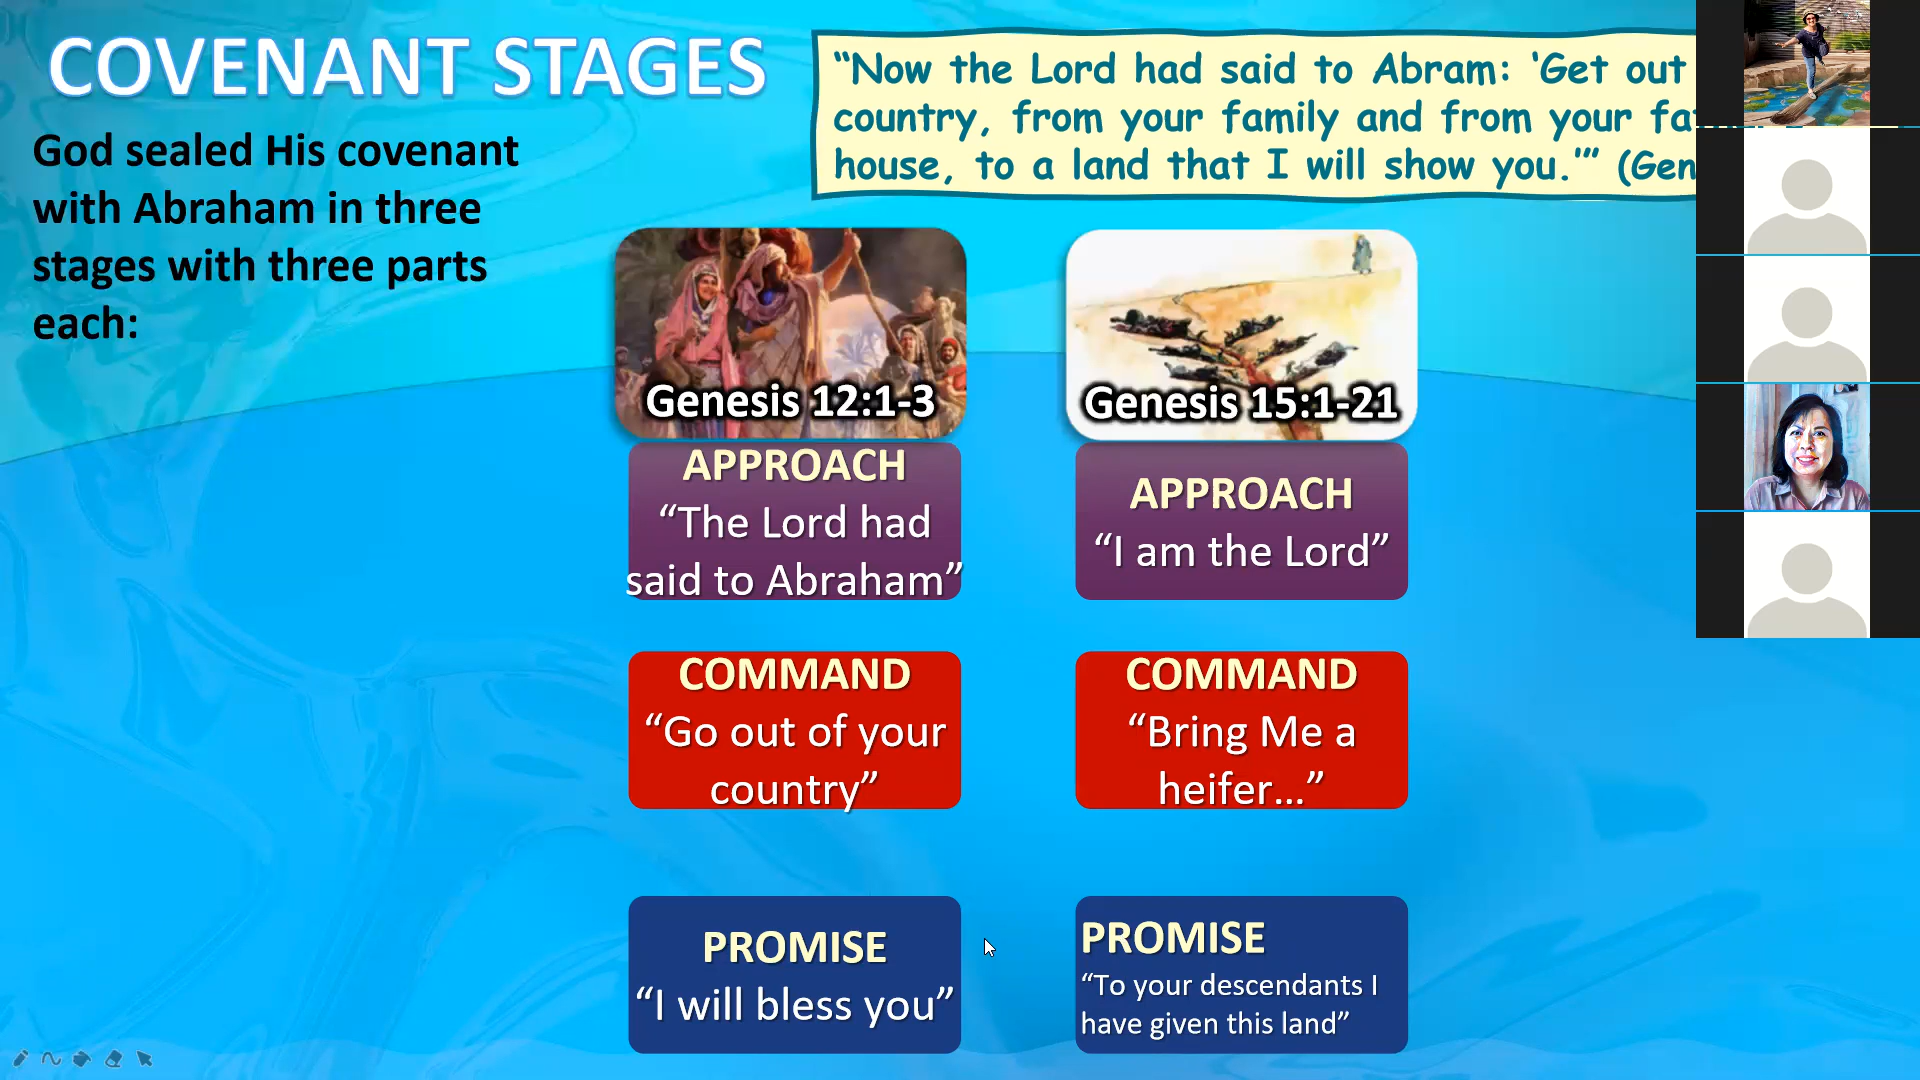 COVENANT STAGES
God sealed His covenant
with Abraham in three
stages with three parts
each:
“Now the Lord had said to Abram: ‘Get out
country, from your family and from your
house, to a land that I will show you.’” (Gen
Genesis 12:1-3
APPROACH
“The Lord had
said to Abraham”
COMMAND
“Go out of your
country”
PROMISE
“I will bless you”
Genesis 15:1-21
APPROACH
“I am the Lord”
COMMAND
“Bring Me a
heifer...”
PROMISE
“To your descendants I
have given this land”